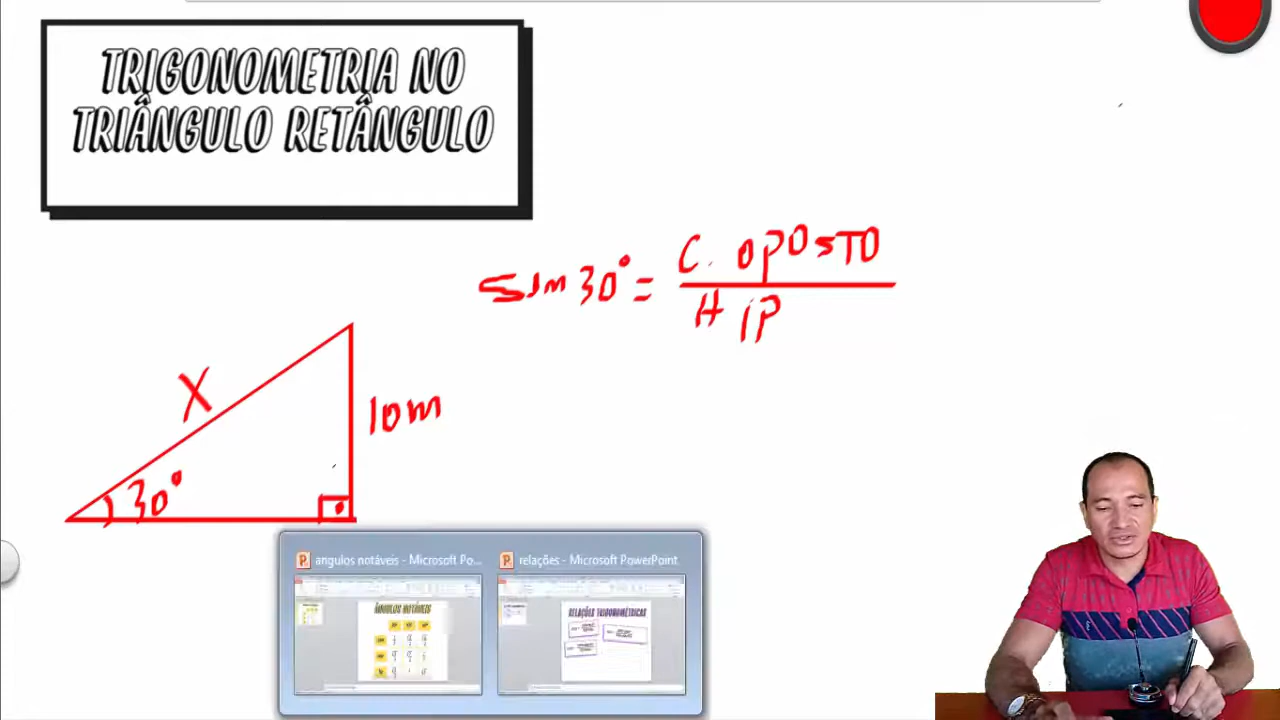 TRIGONOMETRIA NO
TRIÂNGULO RETÂNGULO
sin 30° = C. OPOSTO
HIP
X
10m
30°
angulos notáveis - Microsoft Po...
relações - Microsoft PowerPoint
ÂNGULOS NOTÁVEIS
RELAÇÕES TRIGONOMÉTRICAS